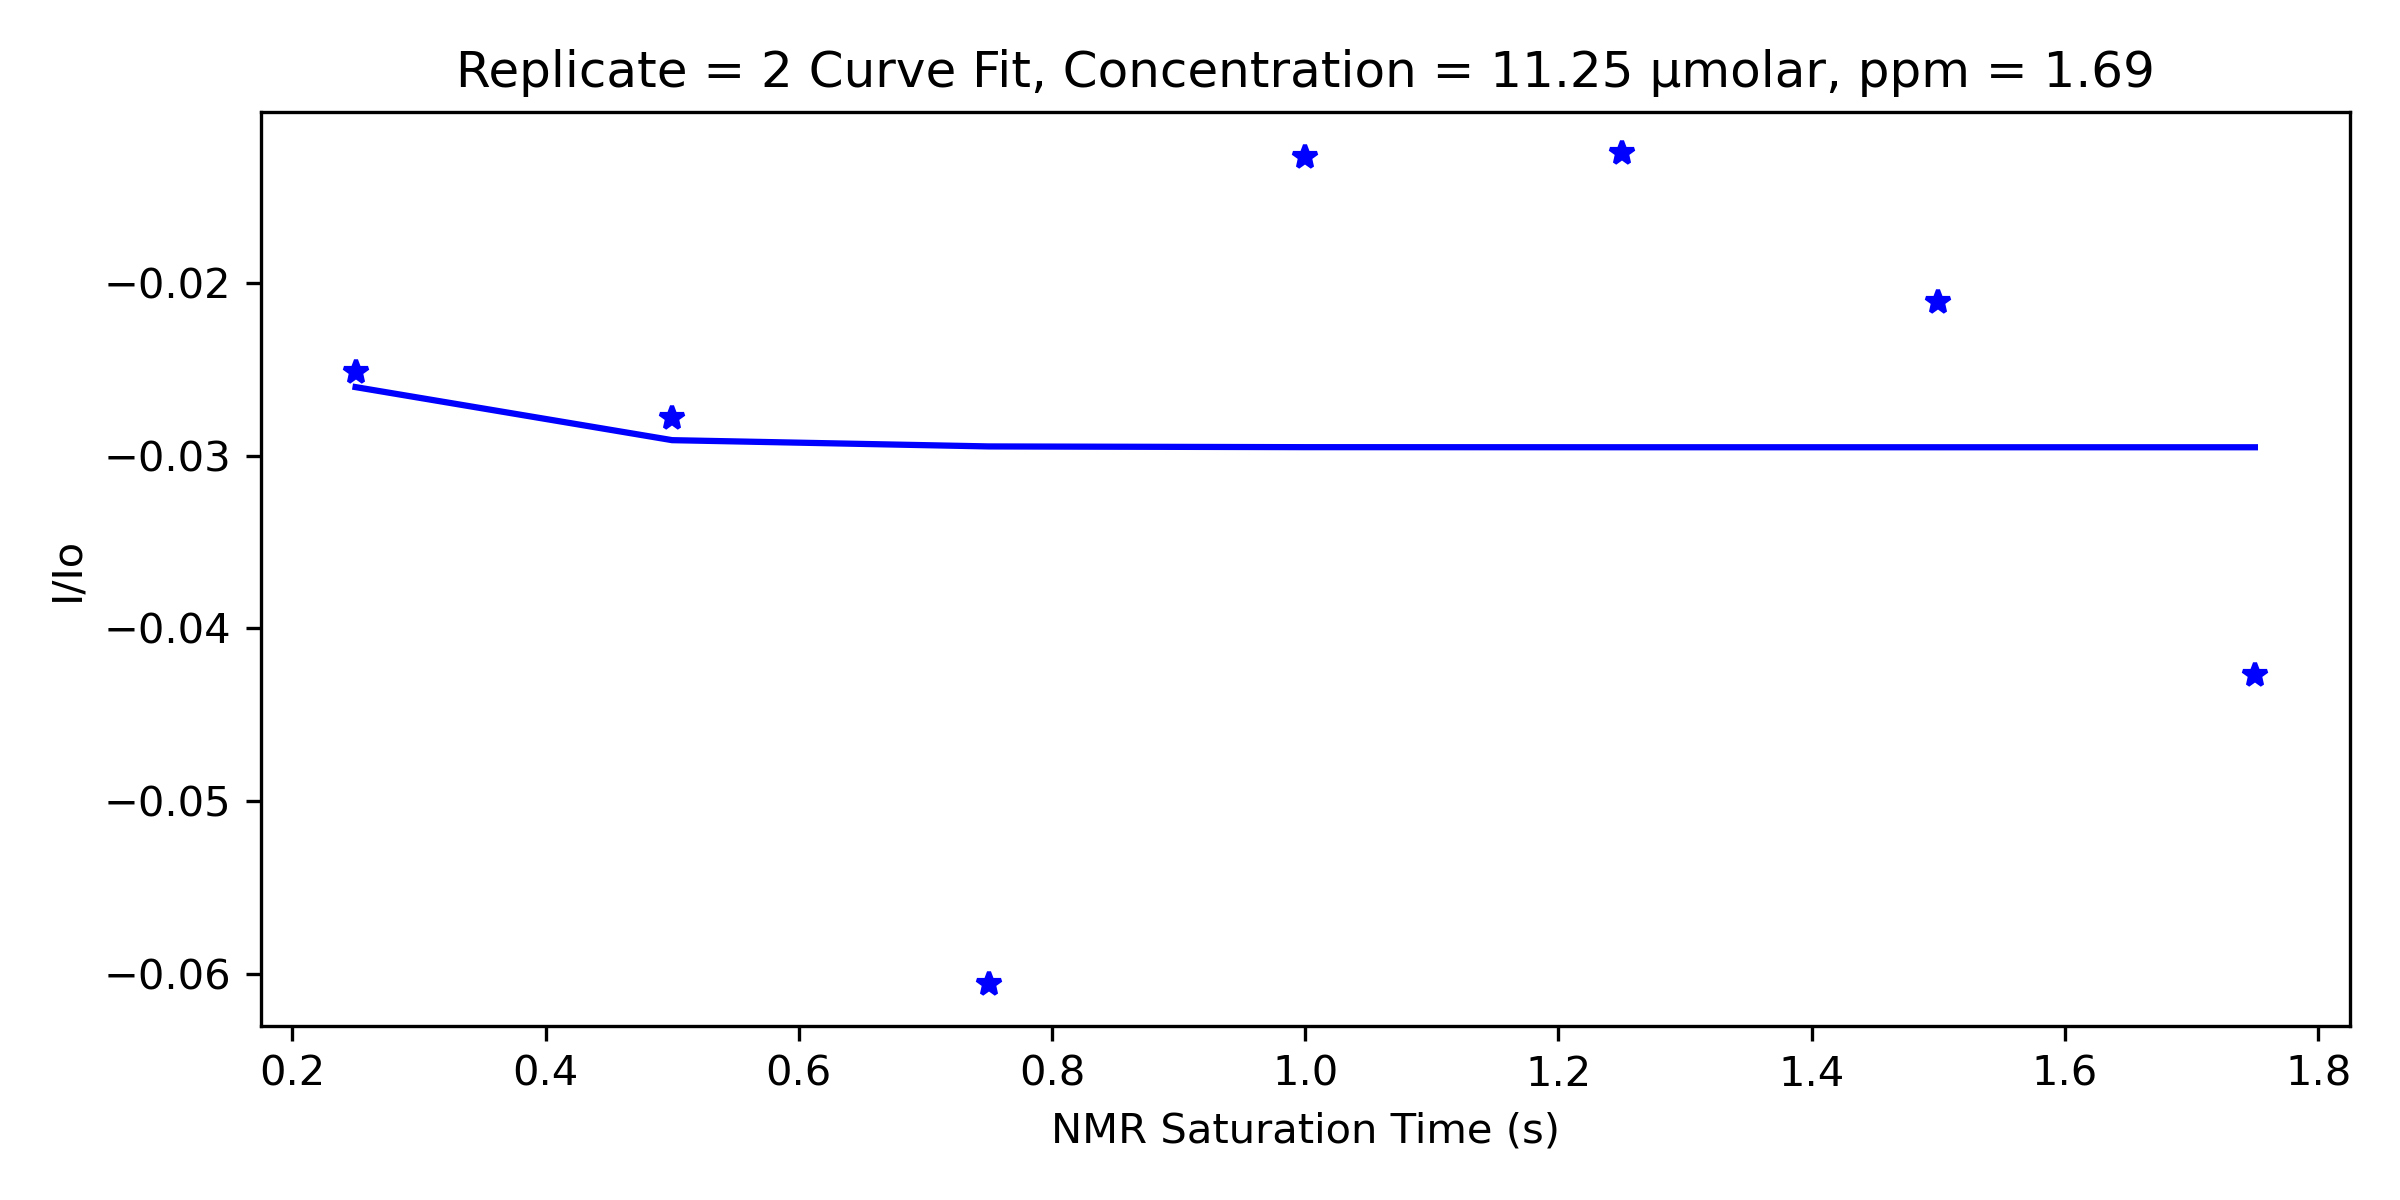 Replicate = 2 Curve Fit, Concentration = 11.25 µmolar, ppm = 1.69
−0.02
−0.03
−0.04
−0.05
−0.06
I/Io
0.2 0.4 0.6 0.8 1.0 1.2 1.4 1.6 1.8
NMR Saturation Time (s)